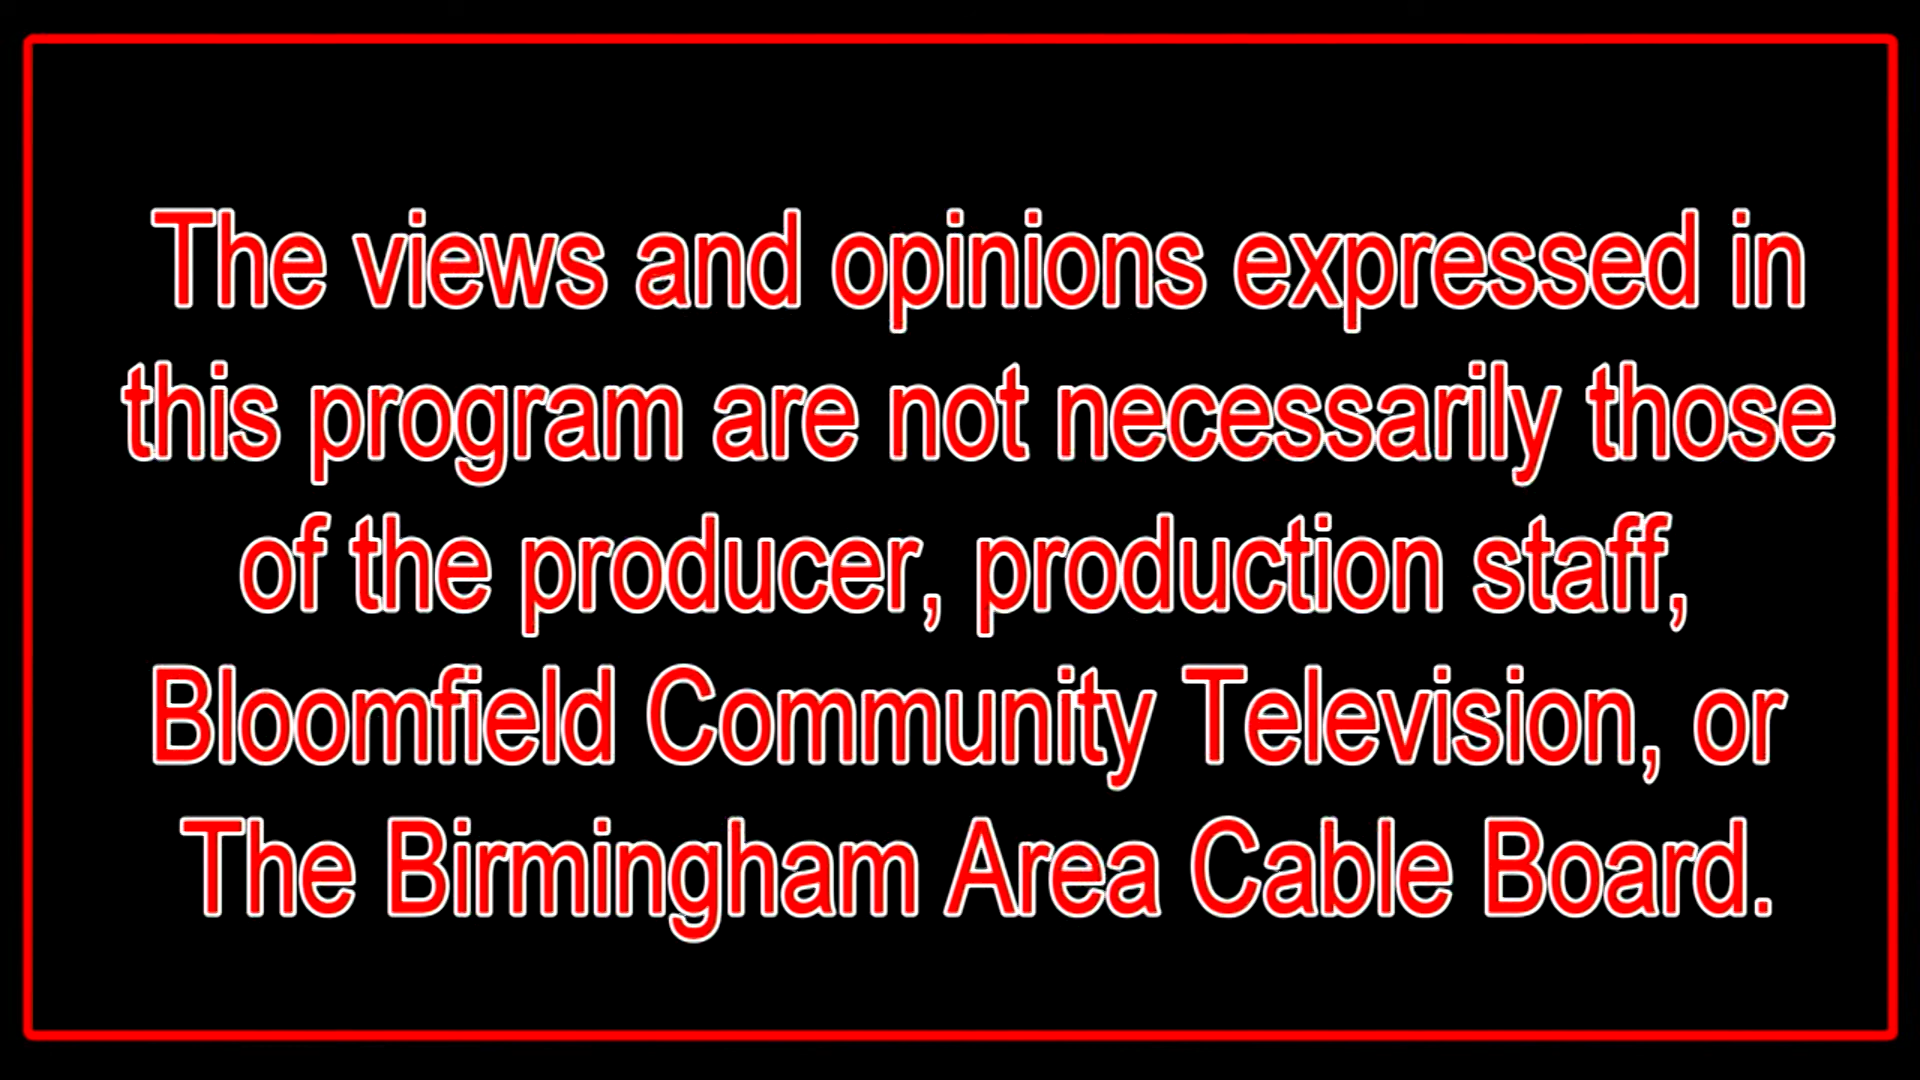 The views and opinions expressed in
this program are not necessarily those
of the producer, production staff,
Bloomfield Community Television, or
The Birmingham Area Cable Board.